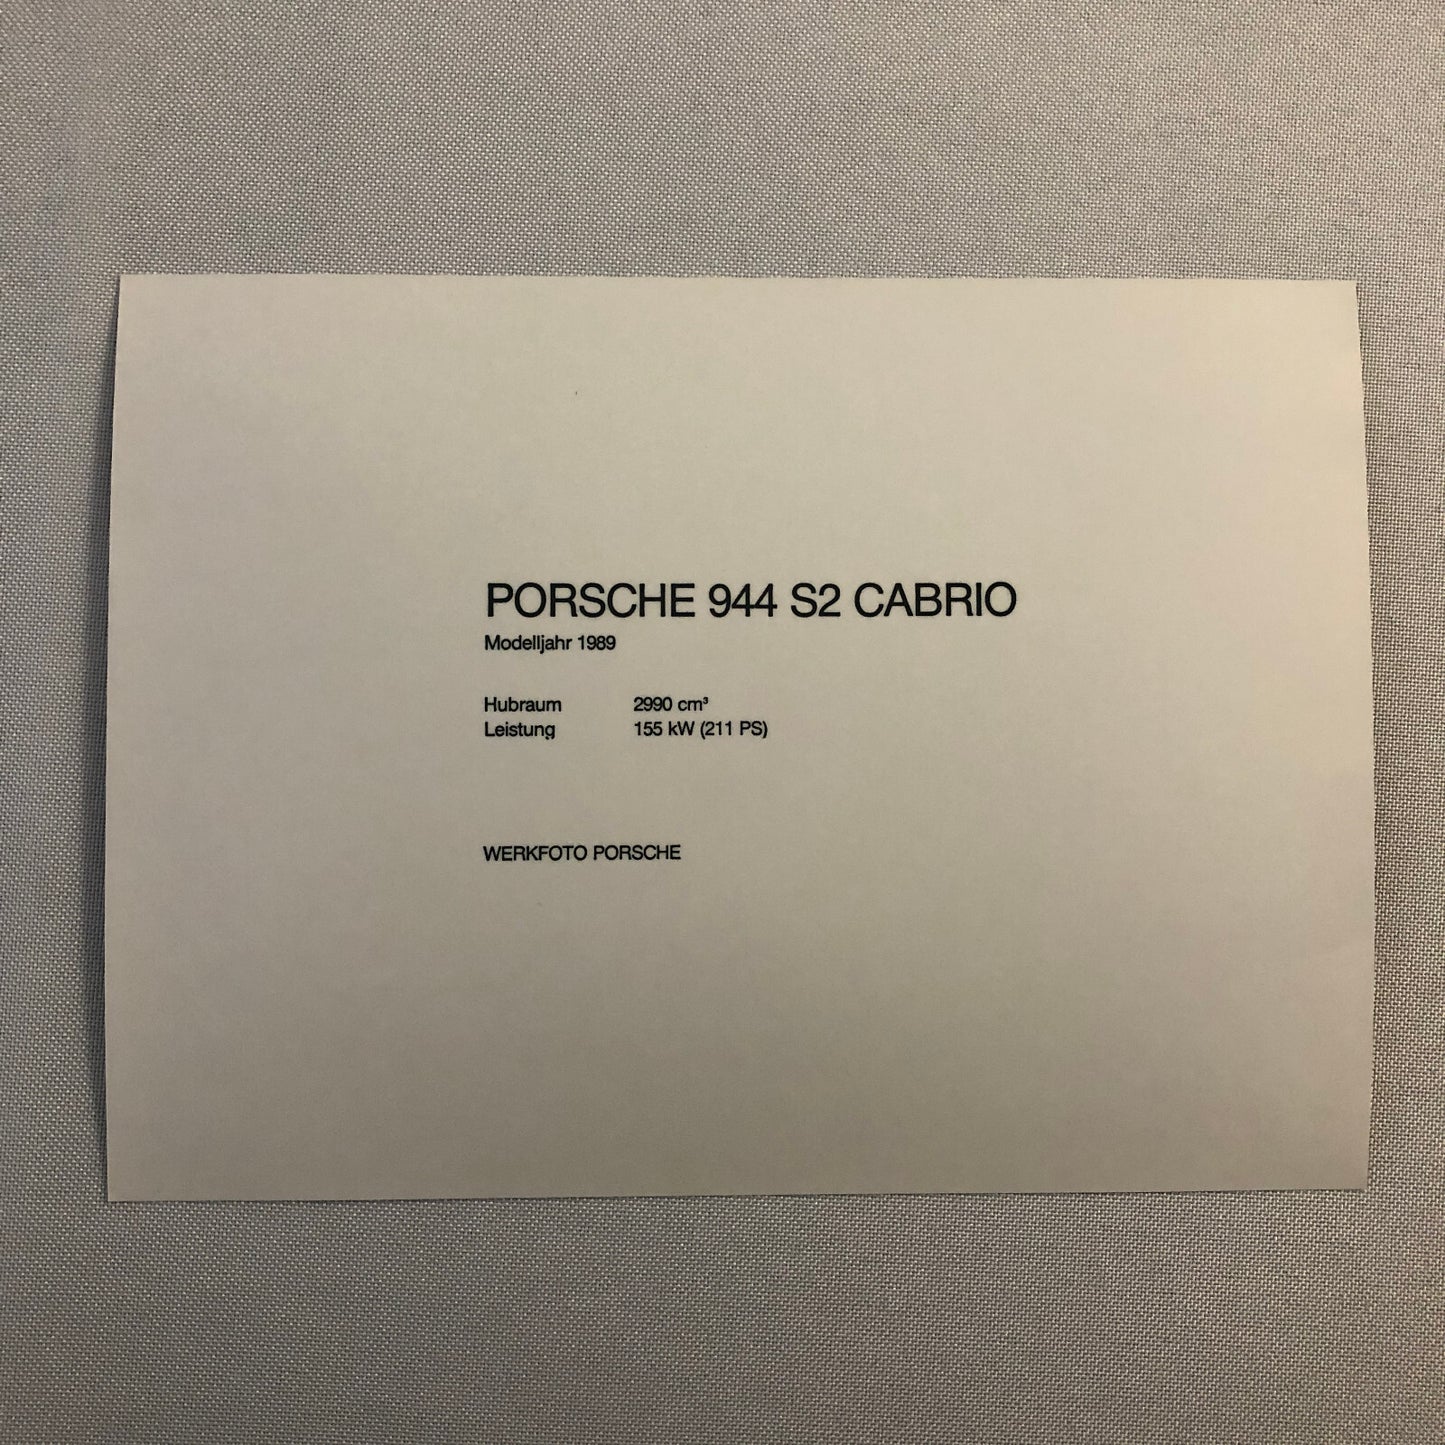 PORSCHE 944 S2 CABRIO
Modelljahr 1989
Hubraum 2990 cm³
Leistung 155 kW (211 PS)
WERKFOTO PORSCHE